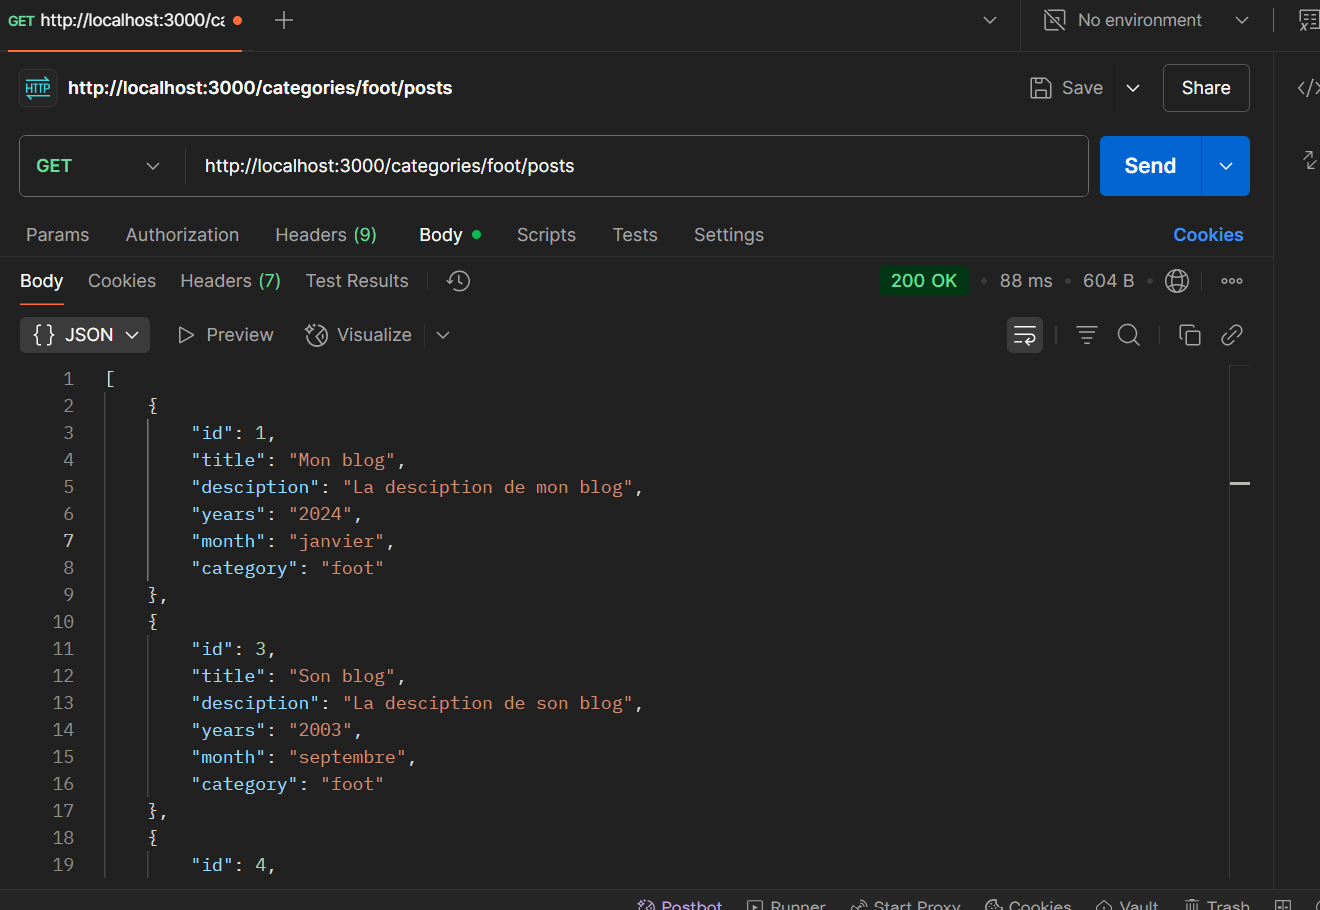 GET http://localhost:3000/ca
No environment
HTTP http://localhost:3000/categories/foot/posts
Save
Share
GET http://localhost:3000/categories/foot/posts
Send
Params Authorization Headers (9) Body Scripts Tests Settings Cookies
Body Cookies Headers (7) Test Results 200 OK • 88 ms • 604 B
{} JSON Preview Visualize
1 [
2 {
3 "id": 1,
4 "title": "Mon blog",
5 "desciption": "La desciption de mon blog",
6 "years": "2024",
7 "month": "janvier",
8 "category": "foot"
9 },
10 {
11 "id": 3,
12 "title": "Son blog",
13 "desciption": "La desciption de son blog",
14 "years": "2003",
15 "month": "septembre",
16 "category": "foot"
17 },
18 {
19 "id": 4,
Postbot Runner Start Proxy Cookies Vault Trash